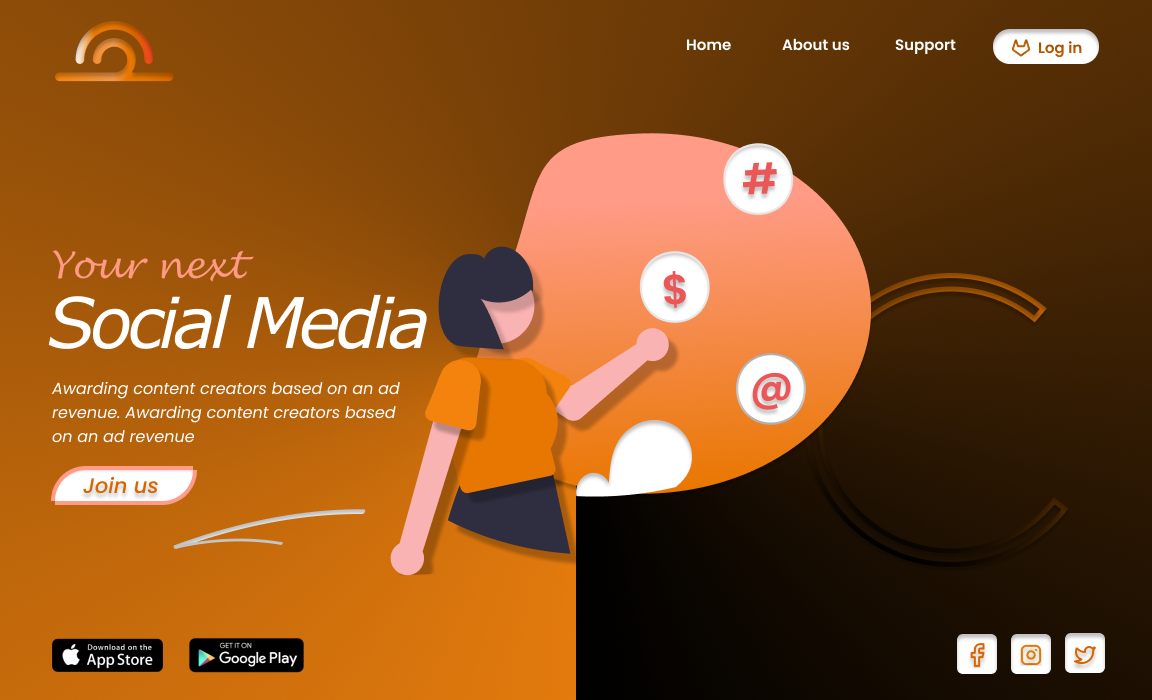 Home About us Support Log in
#
$
Your next
Social Media
@
Awarding content creators based on an ad
revenue. Awarding content creators based
on an ad revenue
Join us
Download on the
App Store
GET IT ON
Google Play